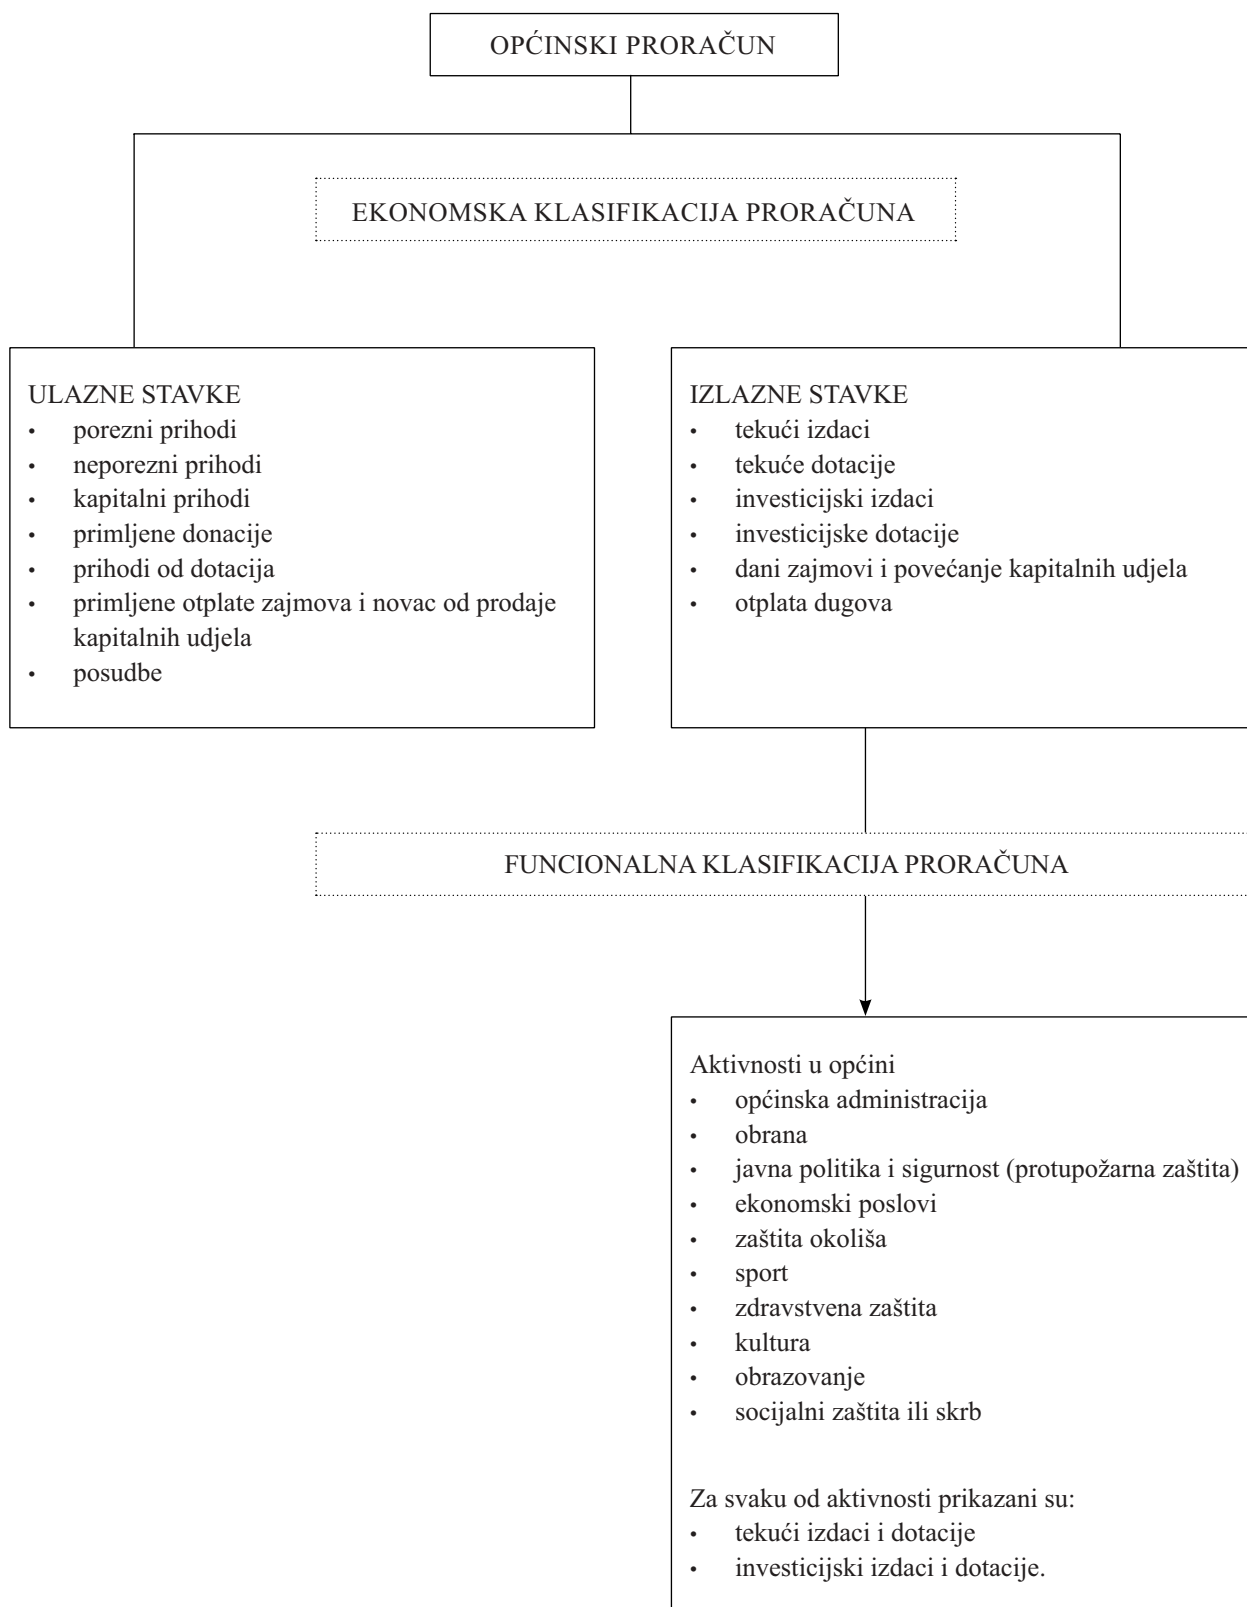 OPĆINSKI PRORAČUN
EKONOMSKA KLASIFIKACIJA PRORAČUNA
ULAZNE STAVKE
• porezni prihodi
• neporezni prihodi
• kapitalni prihodi
• primljene donacije
• prihodi od dotacija
• primljene otplate zajmova i novac od prodaje
kapitalnih udjela
• posudbe
IZLAZNE STAVKE
• tekući izdaci
• tekuće dotacije
• investicijski izdaci
• investicijske dotacije
• dani zajmovi i povećanje kapitalnih udjela
• otplata dugova
FUNCIONALNA KLASIFIKACIJA PRORAČUNA
Aktivnosti u općini
• općinska administracija
• obrana
• javna politika i sigurnost (protupožarna zaštita)
• ekonomski poslovi
• zaštita okoliša
• sport
• zdravstvena zaštita
• kultura
• obrazovanje
• socijalni zaštita ili skrb
Za svaku od aktivnosti prikazani su:
• tekući izdaci i dotacije
• investicijski izdaci i dotacije.